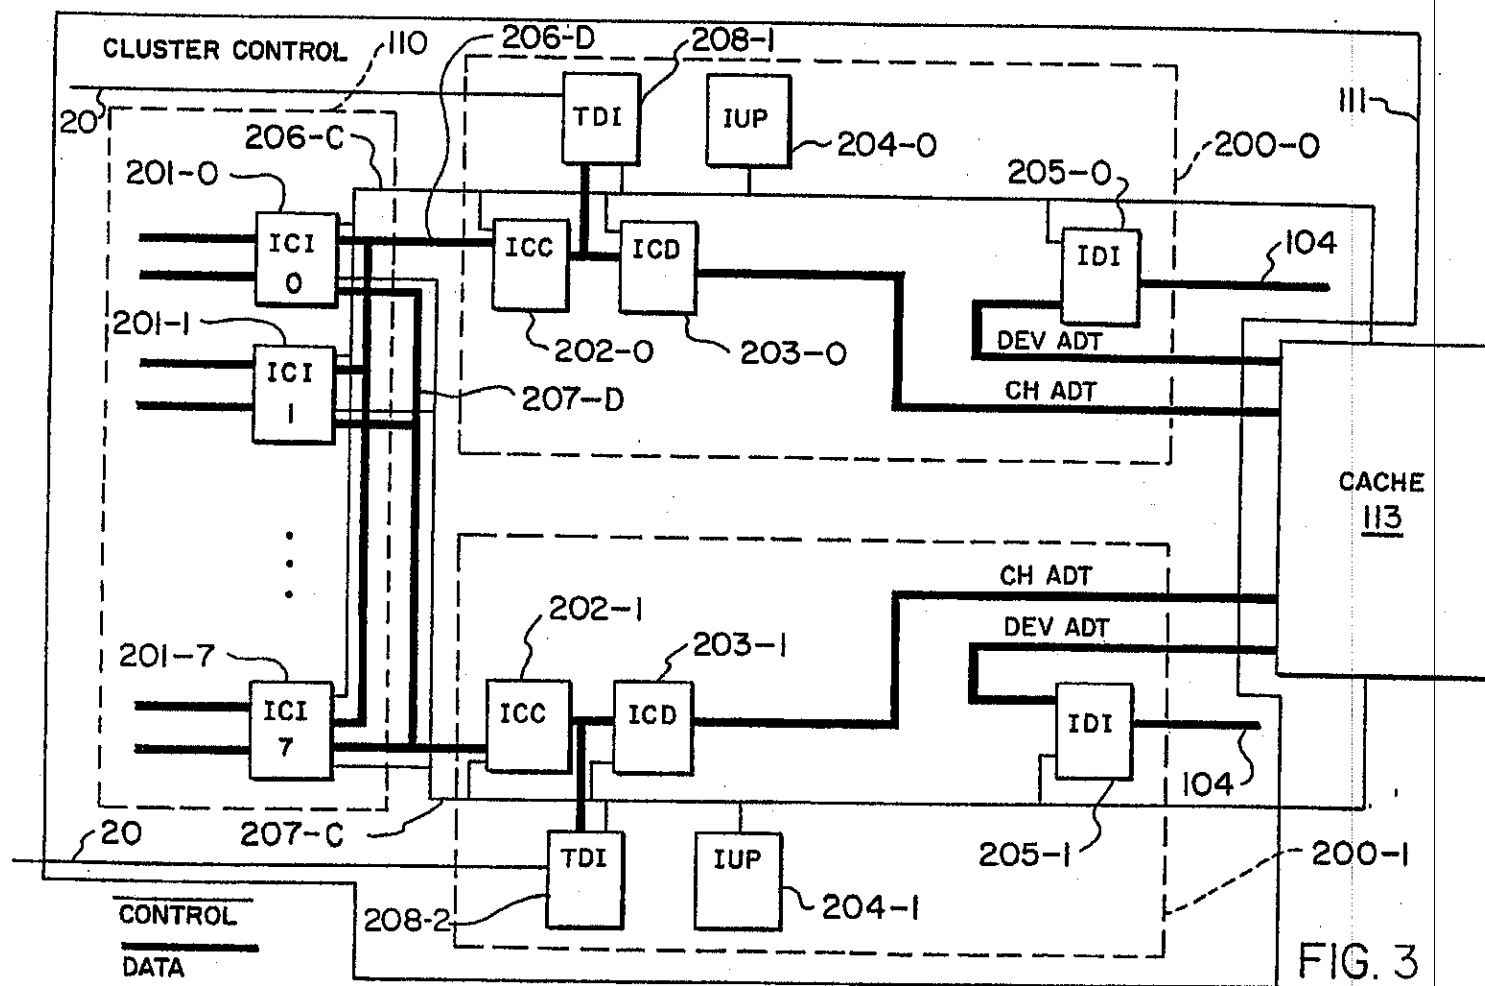 CLUSTER CONTROL
110
206-D
208-1
20
TDI
IUP
111
206-C
204-0
200-0
201-0
205-0
ICI
0
ICC
ICD
IDI
104
201-1
202-0
203-0
DEV ADT
ICI
1
207-D
CH ADT
CACHE
113
CH ADT
202-1
DEV ADT
203-1
201-7
ICI
7
ICC
ICD
IDI
104
207-C
20
TDI
IUP
205-1
200-1
208-2
204-1
CONTROL
DATA
FIG. 3